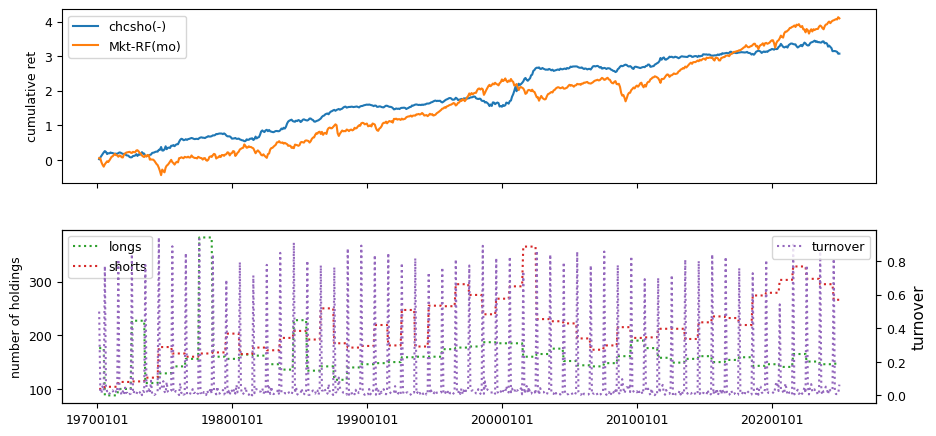 4
3
2
1
0
cumulative ret
chcsho(-)
Mkt-RF(mo)
300
200
100
number of holdings
longs
shorts
turnover
0.8
0.6
0.4
0.2
0.0
turnover
19700101 19800101 19900101 20000101 20100101 20200101